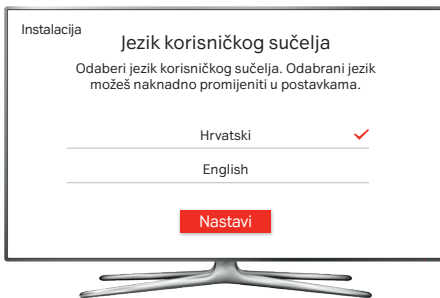 Instalacija
Jezik korisničkog sučelja
Odaberi jezik korisničkog sučelja. Odabrani jezik
možeš naknadno promijeniti u postavkama.
Hrvatski
English
Nastavi